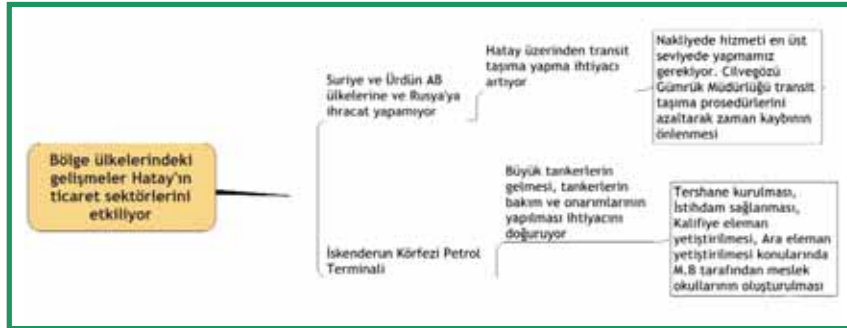 Bölge ülkelerindeki
gelişmeler Hatay'ın
ticaret sektörlerini
etkiliyor
Suriye ve Ürdün AB
ülkelerine ve Rusya'ya
ihracat yapamıyor
Hatay üzerinden transit
taşıma yapma ihtiyacı
artıyor
Nakliyede hizmeti en üst
seviyede yapmamız
gerekiyor. Cilvegözü
Gümrük Müdürlüğü transit
taşıma prosedürlerini
azaltarak zaman kaybının
önlenmesi
İskenderun Körfezi Petrol
Terminali
Büyük tankerlerin
gelmesi, tankerlerin
bakım ve onarımlarının
yapılması ihtiyacını
doğuruyor
Tershane kurulması,
İstihdam sağlanması,
Kalifiye eleman
yetiştirilmesi, Ara eleman
yetiştirilmesi konularında
M.B tarafından meslek
okullarının oluşturulması